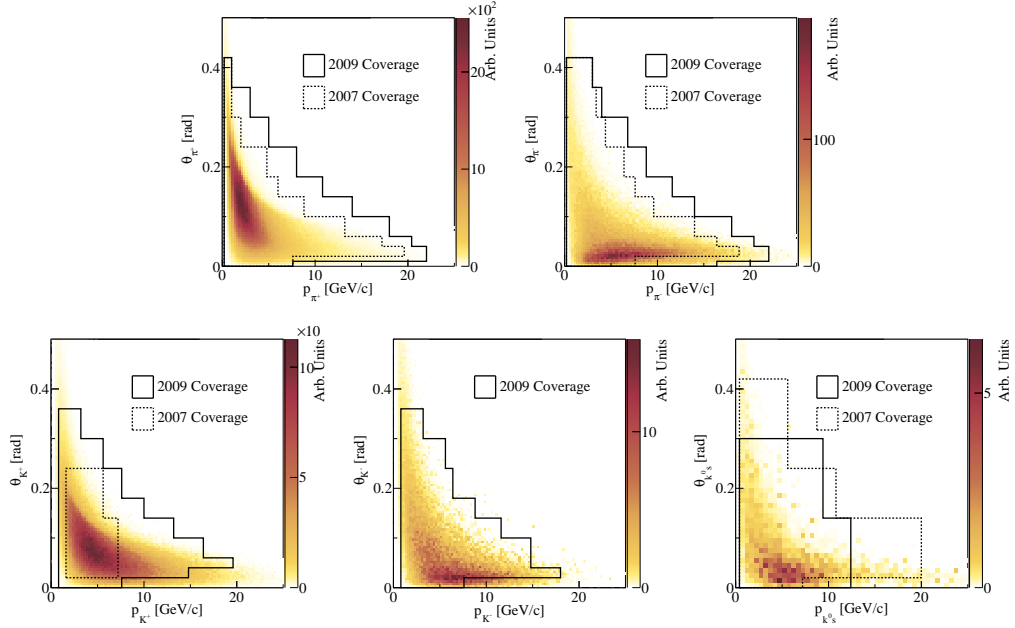 ×10²
Arb. Units
20
10
0
0.4
0.2
0
θπ⁺ [rad]
2009 Coverage
2007 Coverage
0 10 20
pπ⁺ [GeV/c]
Arb. Units
100
0
0.4
0.2
0
θπ⁻ [rad]
2009 Coverage
2007 Coverage
0 10 20
pπ⁻ [GeV/c]
×10
Arb. Units
10
5
0
0.4
0.2
0
θK⁺ [rad]
2009 Coverage
2007 Coverage
0 10 20
pK⁺ [GeV/c]
Arb. Units
10
0
0.4
0.2
0
θK⁻ [rad]
2009 Coverage
0 10 20
pK⁻ [GeV/c]
Arb. Units
5
0
0.4
0.2
0
θk⁰s [rad]
2009 Coverage
2007 Coverage
0 10 20
pk⁰s [GeV/c]